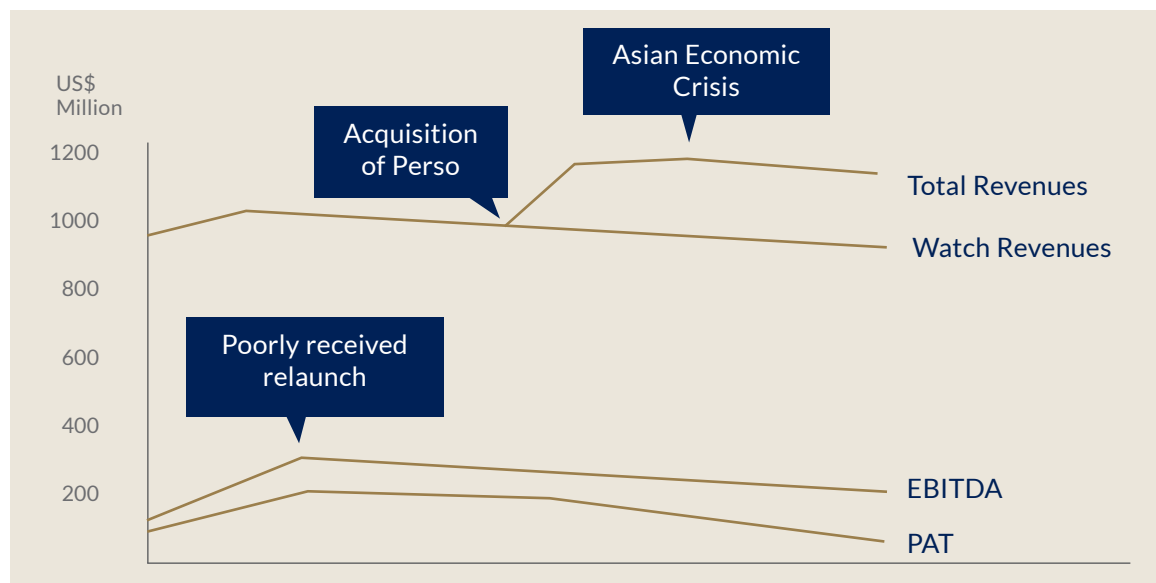 Asian Economic
Crisis
US$
Million
Acquisition
of Perso
1200
Total Revenues
1000
Watch Revenues
800
Poorly received
relaunch
600
400
200
EBITDA
PAT